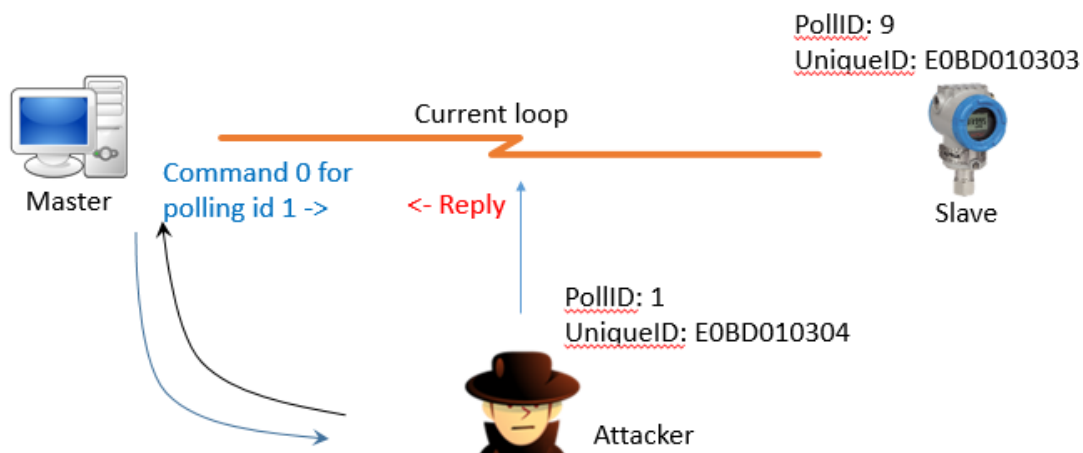 PollID: 9
UniqueID: E0BD010303
Current loop
Master
Command 0 for
polling id 1 ->
<- Reply
Slave
PollID: 1
UniqueID: E0BD010304
Attacker